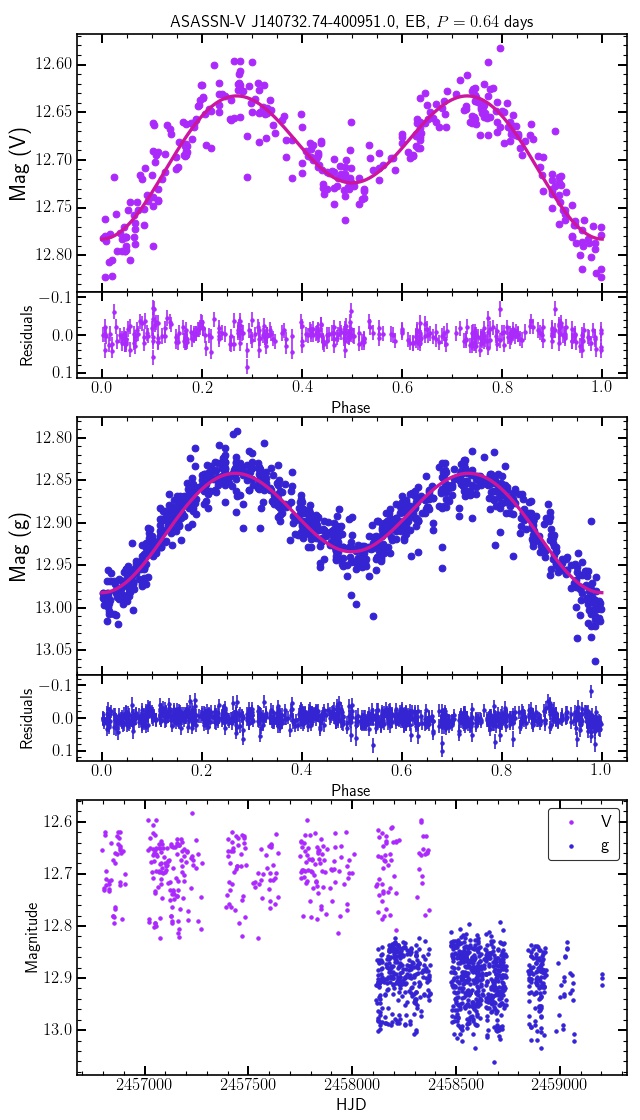 ASASSN-V J140732.74-400951.0, EB, P = 0.64 days
12.60
12.65
12.70
12.75
12.80
Mag (V)
−0.1
0.0
0.1
Residuals
0.0 0.2 0.4 0.6 0.8 1.0
Phase
12.80
12.85
12.90
12.95
13.00
13.05
Mag (g)
−0.1
0.0
0.1
Residuals
0.0 0.2 0.4 0.6 0.8 1.0
Phase
V
g
12.6
12.7
12.8
12.9
13.0
Magnitude
2457000 2457500 2458000 2458500 2459000
HJD